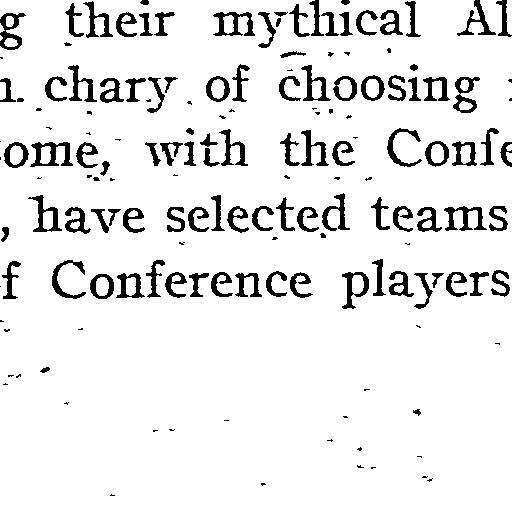 g their mythical Al
n chary of choosing
ome, with the Confe
, have selected teams
f Conference players